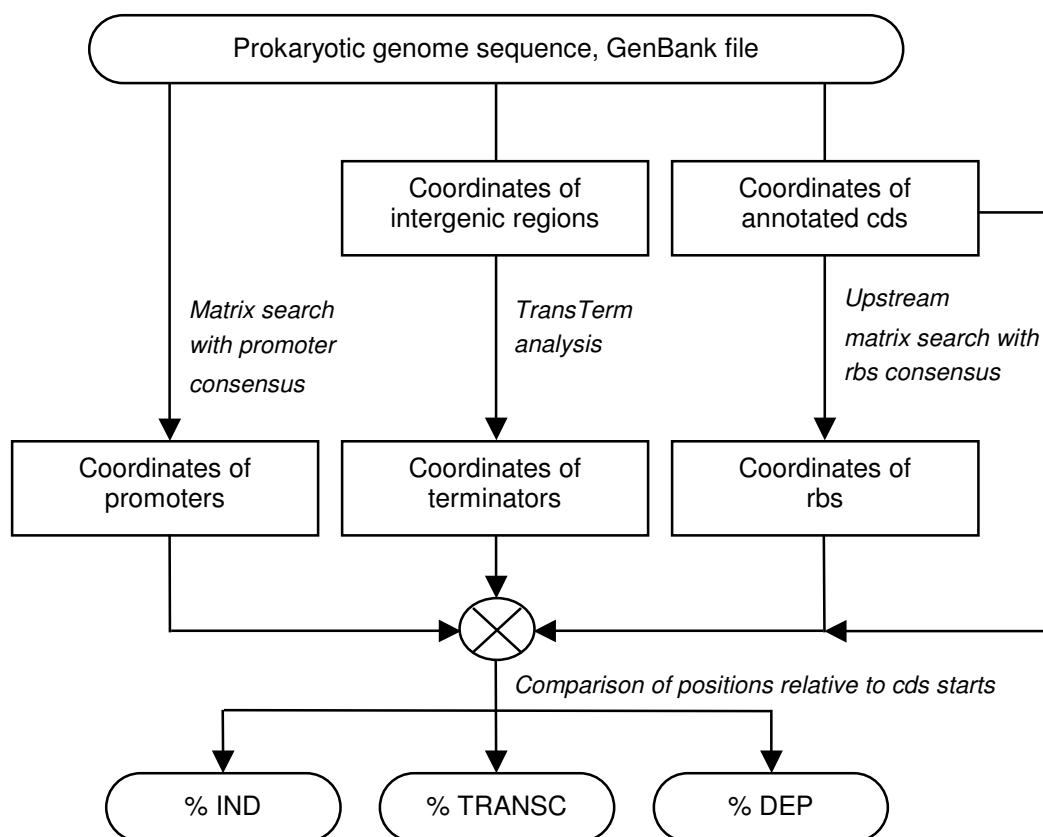 Prokaryotic genome sequence, GenBank file
Coordinates of
intergenic regions
Coordinates of
annotated cds
Matrix search
with promoter
consensus
TransTerm
analysis
Upstream
matrix search with
rbs consensus
Coordinates of
promoters
Coordinates of
terminators
Coordinates of
rbs
Comparison of positions relative to cds starts
% IND
% TRANSC
% DEP